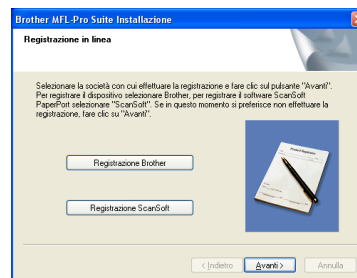 Brother MFL-Pro Suite Installazione
Registrazione in linea
Selezionare la società con cui effettuare la registrazione e fare clic sul pulsante "Avanti".
Per registrare il dispositivo selezionare Brother, per registrare il software ScanSoft
PaperPort selezionare "ScanSoft". Se in questo momento si preferisce non effettuare la
registrazione, fare clic su "Avanti".
Registrazione Brother
Registrazione ScanSoft
< Indietro
Avanti >
Annulla